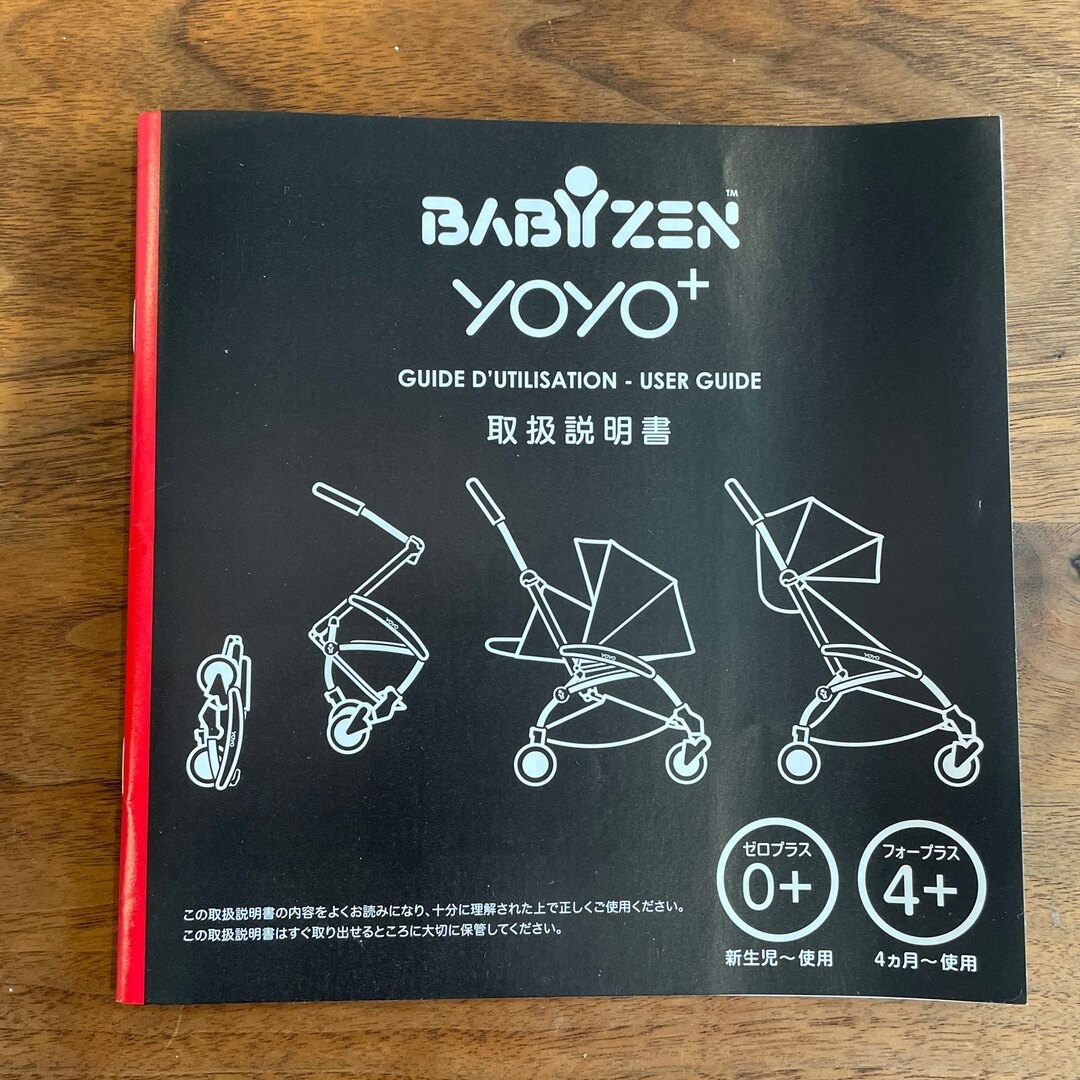 BABYZEN™
YOYO+
GUIDE D'UTILISATION - USER GUIDE
取扱説明書
YOYO
YOYO
YOYO
YOYO
ゼロプラス
0+
新生児～使用
フォープラス
4+
4ヵ月～使用
この取扱説明書の内容をよくお読みになり、十分に理解された上で正しくご使用ください。
この取扱説明書はすぐ取り出せるところに大切に保管してください。